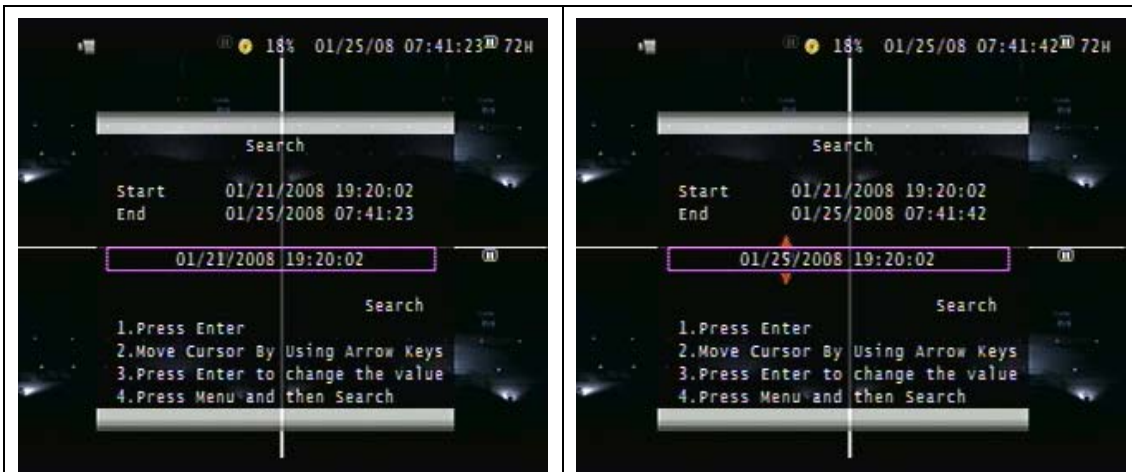 18% 01/25/08 07:41:23 72H
Search
Start 01/21/2008 19:20:02
End 01/25/2008 07:41:23
01/21/2008 19:20:02
Search
1.Press Enter
2.Move Cursor By Using Arrow Keys
3.Press Enter to change the value
4.Press Menu and then Search
18% 01/25/08 07:41:42 72H
Search
Start 01/21/2008 19:20:02
End 01/25/2008 07:41:42
01/25/2008 19:20:02
Search
1.Press Enter
2.Move Cursor By Using Arrow Keys
3.Press Enter to change the value
4.Press Menu and then Search